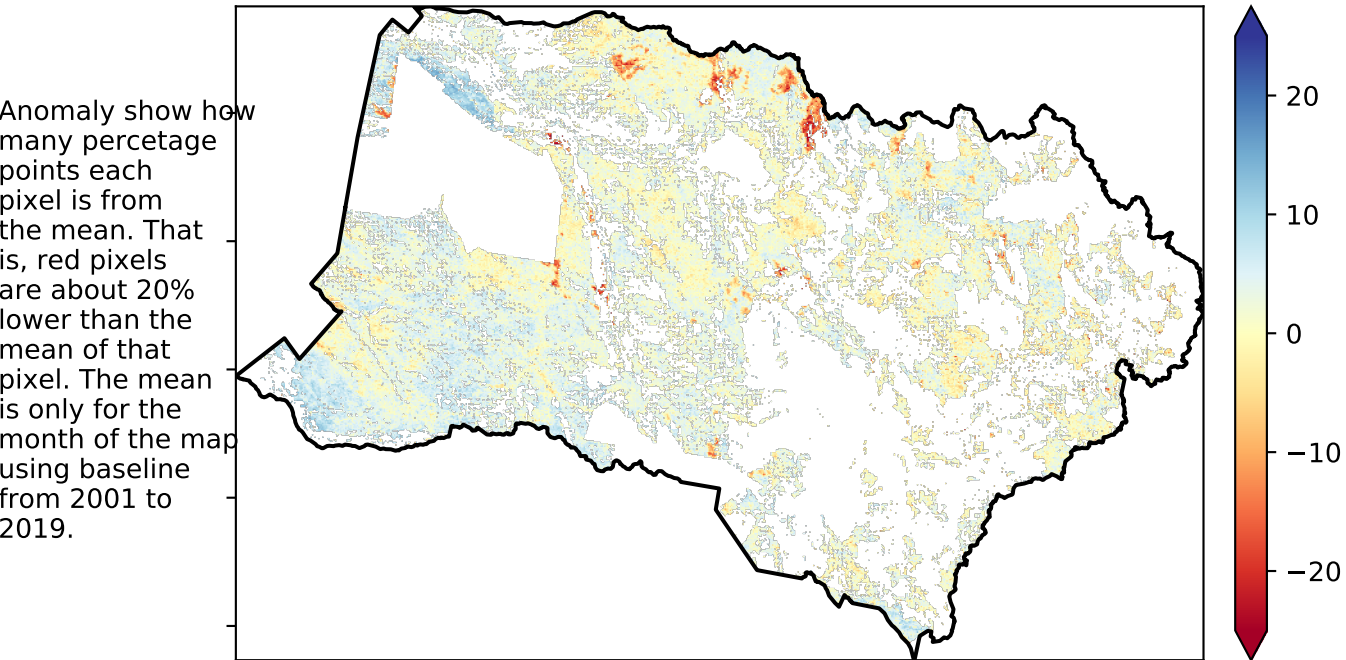 Anomaly show how
many percetage
points each
pixel is from
the mean. That
is, red pixels
are about 20%
lower than the
mean of that
pixel. The mean
is only for the
month of the map
using baseline
from 2001 to
2019.
20
10
0
−10
−20